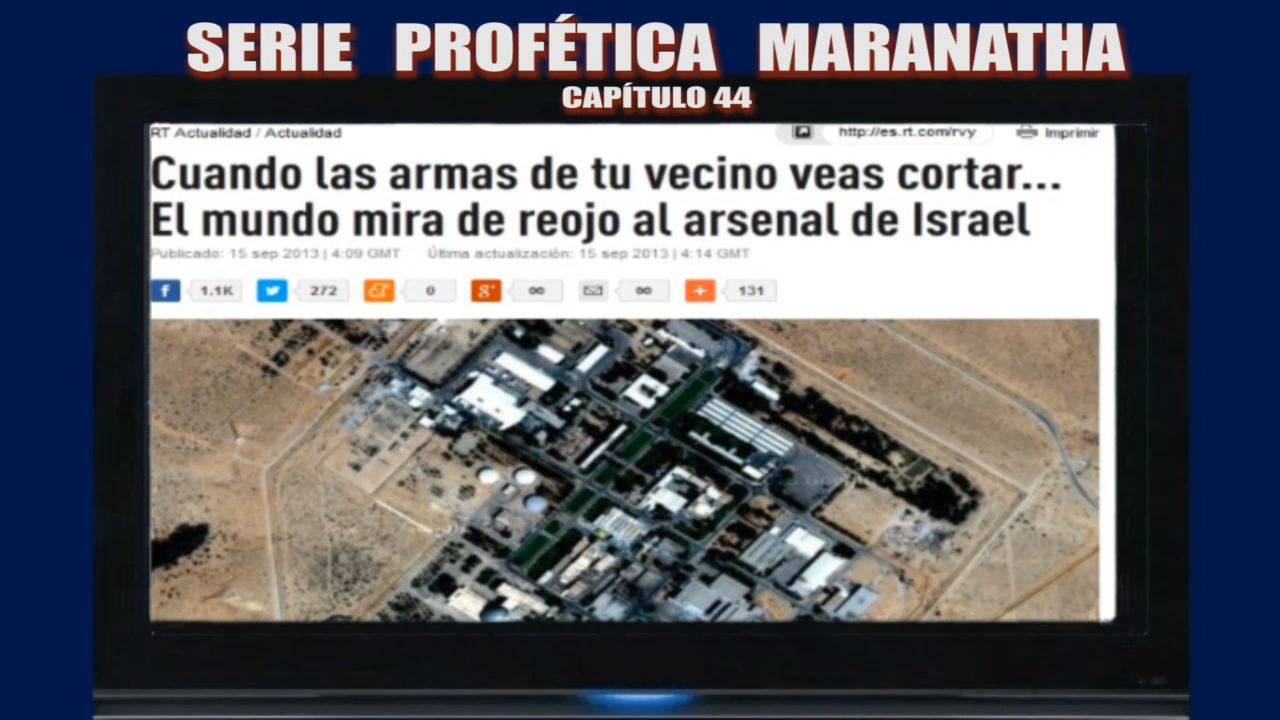 SERIE PROFÉTICA MARANATHA
CAPÍTULO 44
RT Actualidad / Actualidad
http://es.rt.com/rvy
Imprimir
Cuando las armas de tu vecino veas cortar...
El mundo mira de reojo al arsenal de Israel
Publicado: 15 sep 2013 | 4:09 GMT Última actualización: 15 sep 2013 | 4:14 GMT
1.1K 272 0 ∞ ∞ 131